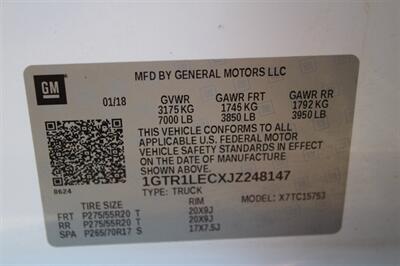 MFD BY GENERAL MOTORS LLC
GM
01/18 GVWR GAWR FRT GAWR RR
3175 KG 1745 KG 1792 KG
7000 LB 3850 LB 3950 LB
THIS VEHICLE CONFORMS TO ALL
APPLICABLE U.S. FEDERAL MOTOR
VEHICLE SAFETY STANDARDS IN EFFECT
ON THE DATE OF MANUFACTURE
SHOWN ABOVE.
1GTR1LECXJZ248147
8624
TYPE: TRUCK MODEL: X7TC15753
TIRE SIZE RIM
FRT P275/55R20 T 20X9J
RR P275/55R20 T 20X9J
SPA P265/70R17 S 17X7.5J